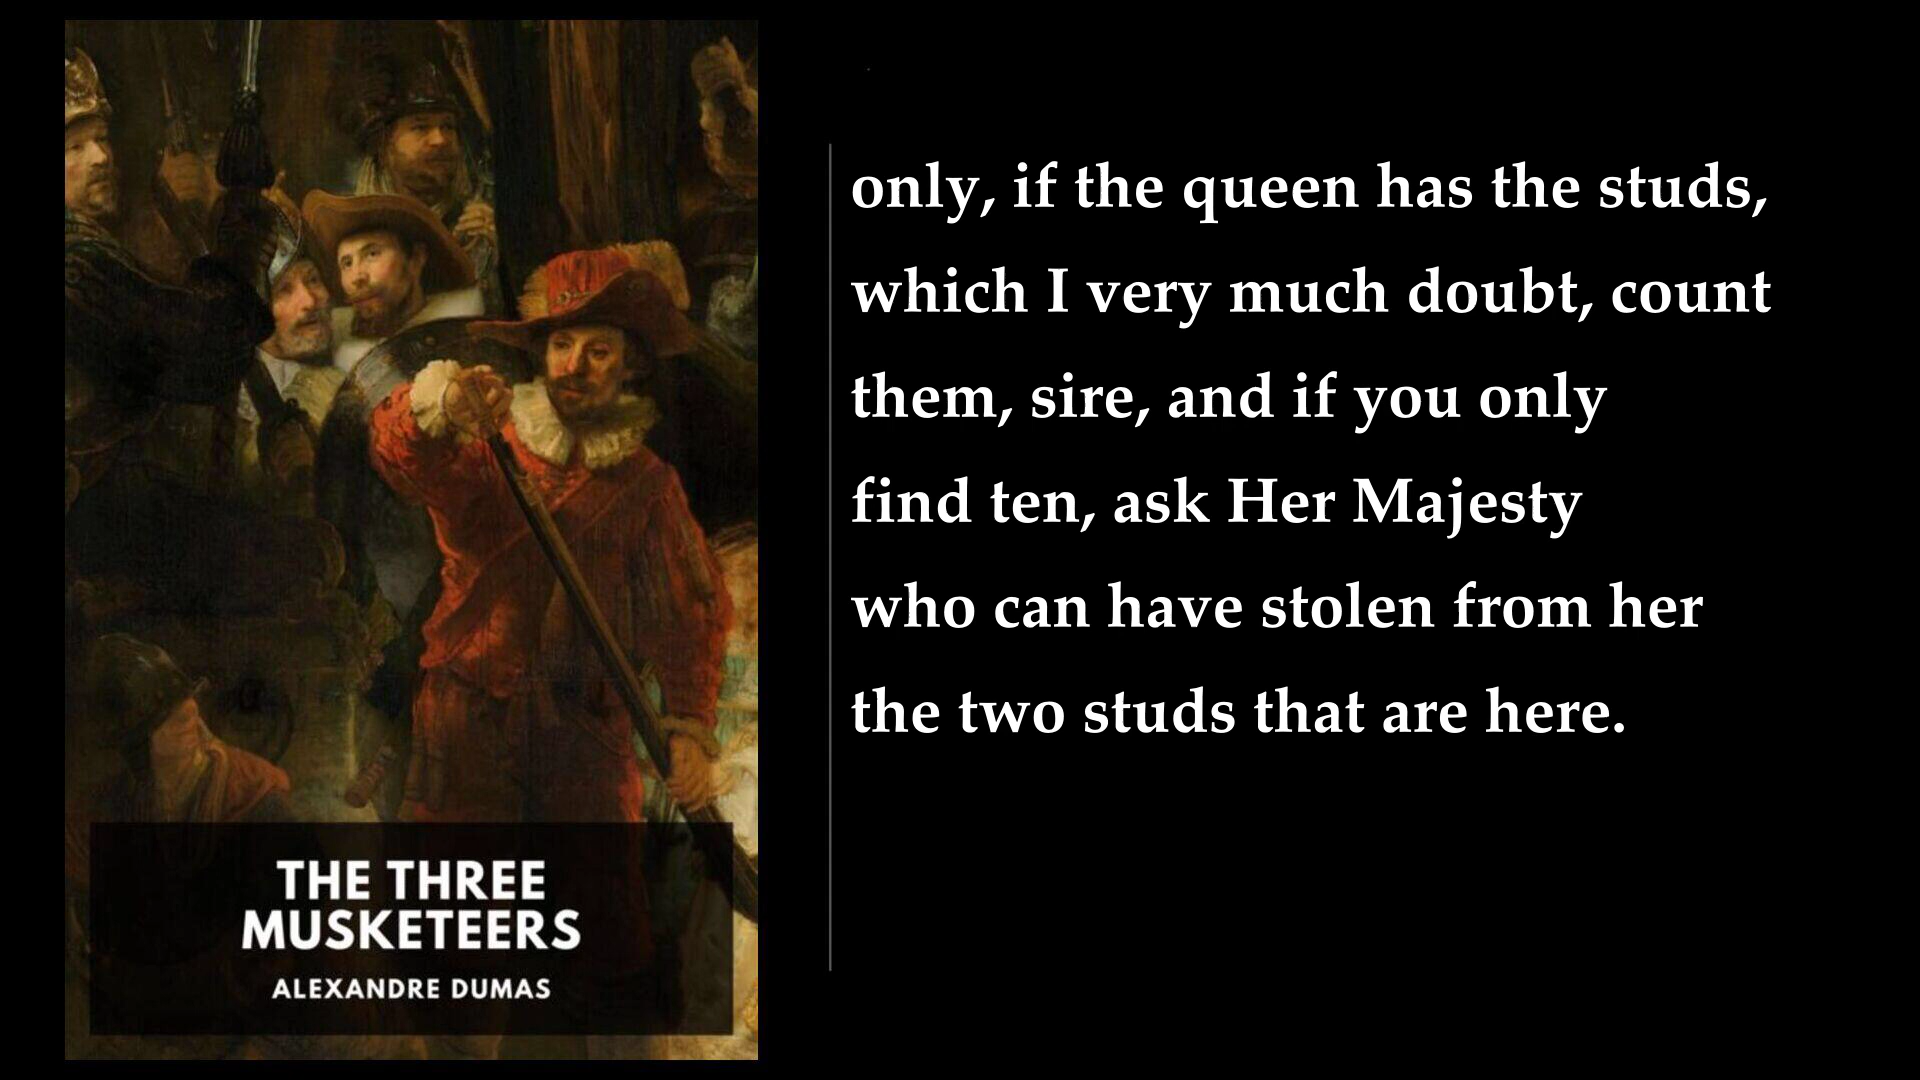 only, if the queen has the studs,
which I very much doubt, count
them, sire, and if you only
find ten, ask Her Majesty
who can have stolen from her
the two studs that are here.
THE THREE
MUSKETEERS
ALEXANDRE DUMAS